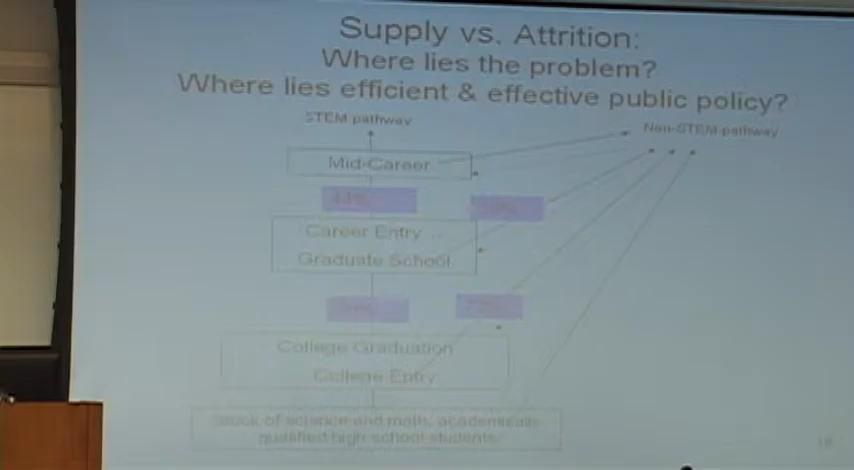 Supply vs. Attrition:
Where lies the problem?
Where lies efficient & effective public policy?
STEM pathway
Non-STEM pathway
Mid-Career
44%
Career Entry
Graduate School
College Graduation
College Entry
Stock of science and math, academically
qualified high school students
18